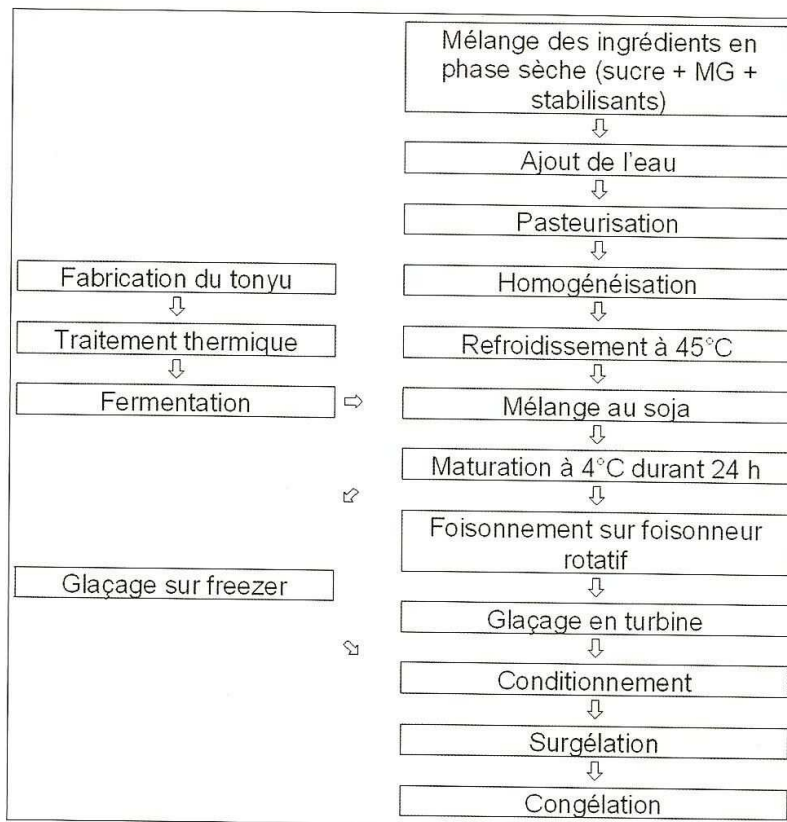 Mélange des ingrédients en
phase sèche (sucre + MG +
stabilisants)
Ajout de l'eau
Pasteurisation
Fabrication du tonyu
Homogénéisation
Traitement thermique
Refroidissement à 45°C
Fermentation
Mélange au soja
Maturation à 4°C durant 24 h
Foisonnement sur foisonneur
rotatif
Glaçage sur freezer
Glaçage en turbine
Conditionnement
Surgélation
Congélation